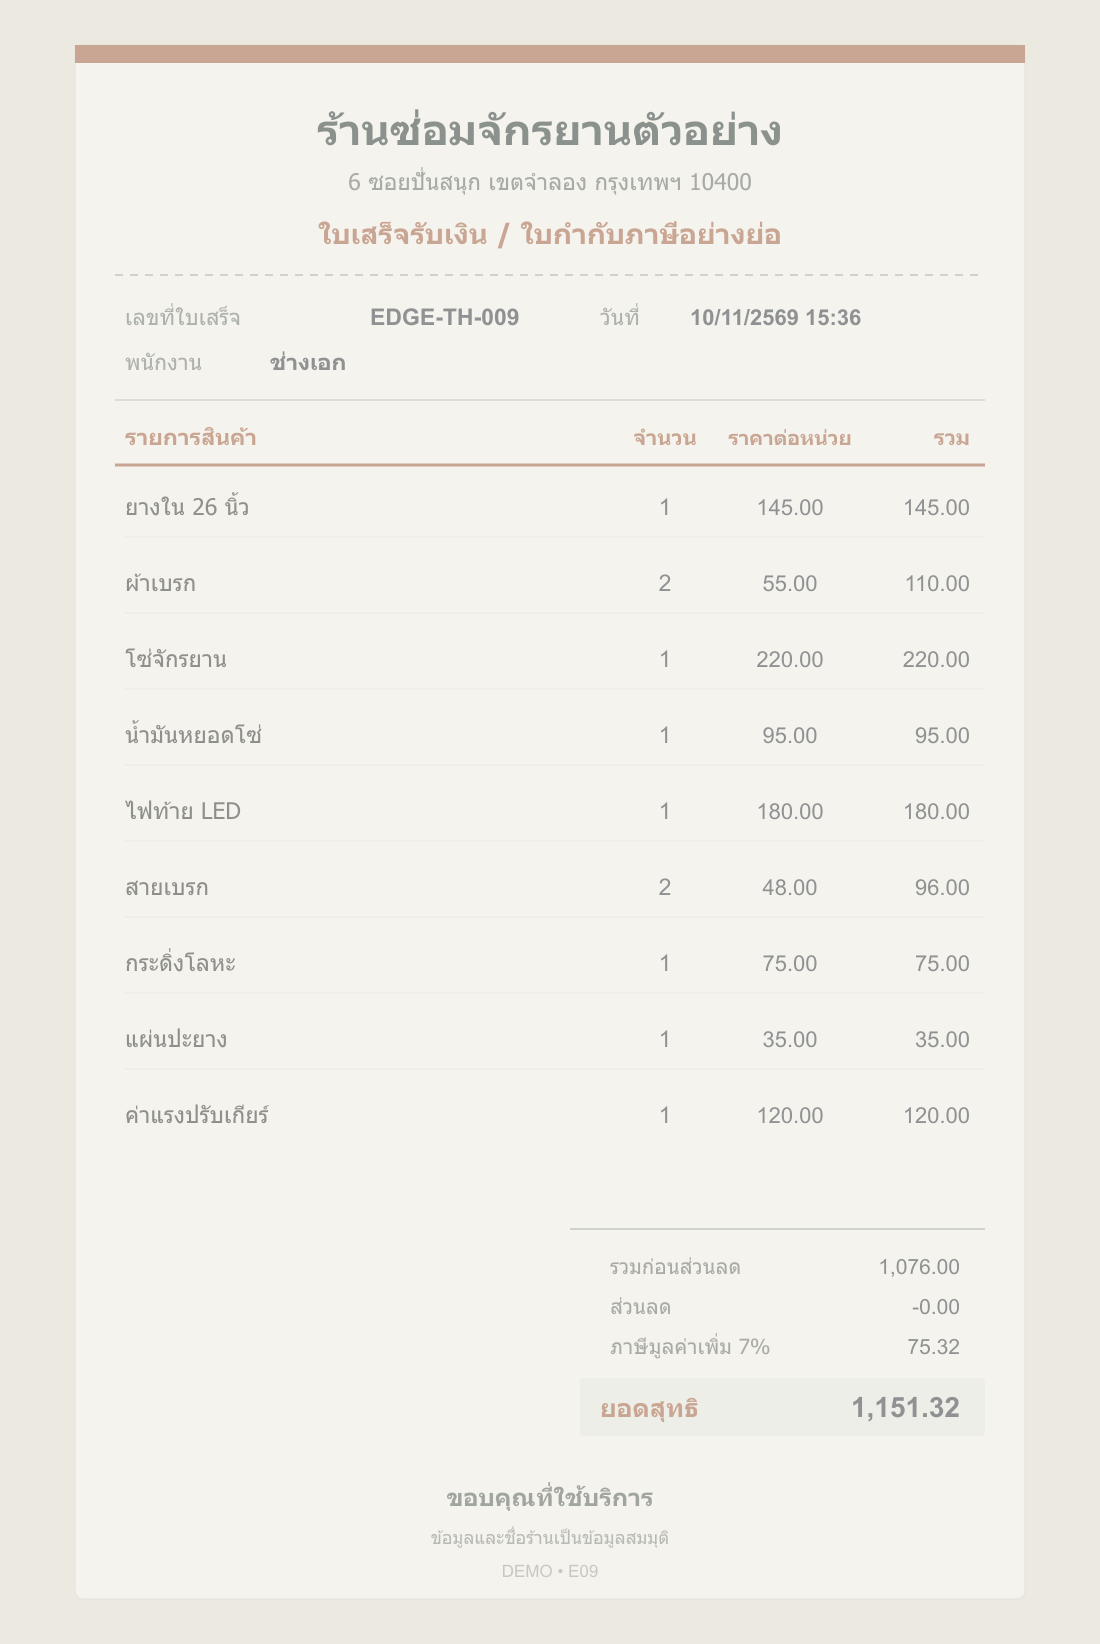 ร้านซ่อมจักรยานตัวอย่าง
6 ซอยปั่นสนุก เขตจำลอง กรุงเทพฯ 10400
ใบเสร็จรับเงิน / ใบกำกับภาษีอย่างย่อ
เลขที่ใบเสร็จ EDGE-TH-009 วันที่ 10/11/2569 15:36
พนักงาน ช่างเอก
รายการสินค้า จำนวน ราคาต่อหน่วย รวม
ยางใน 26 นิ้ว 1 145.00 145.00
ผ้าเบรก 2 55.00 110.00
โซ่จักรยาน 1 220.00 220.00
น้ำมันหยอดโซ่ 1 95.00 95.00
ไฟท้าย LED 1 180.00 180.00
สายเบรก 2 48.00 96.00
กระดิ่งโลหะ 1 75.00 75.00
แผ่นปะยาง 1 35.00 35.00
ค่าแรงปรับเกียร์ 1 120.00 120.00
รวมก่อนส่วนลด 1,076.00
ส่วนลด -0.00
ภาษีมูลค่าเพิ่ม 7% 75.32
ยอดสุทธิ 1,151.32
ขอบคุณที่ใช้บริการ
ข้อมูลและชื่อร้านเป็นข้อมูลสมมุติ
DEMO • E09